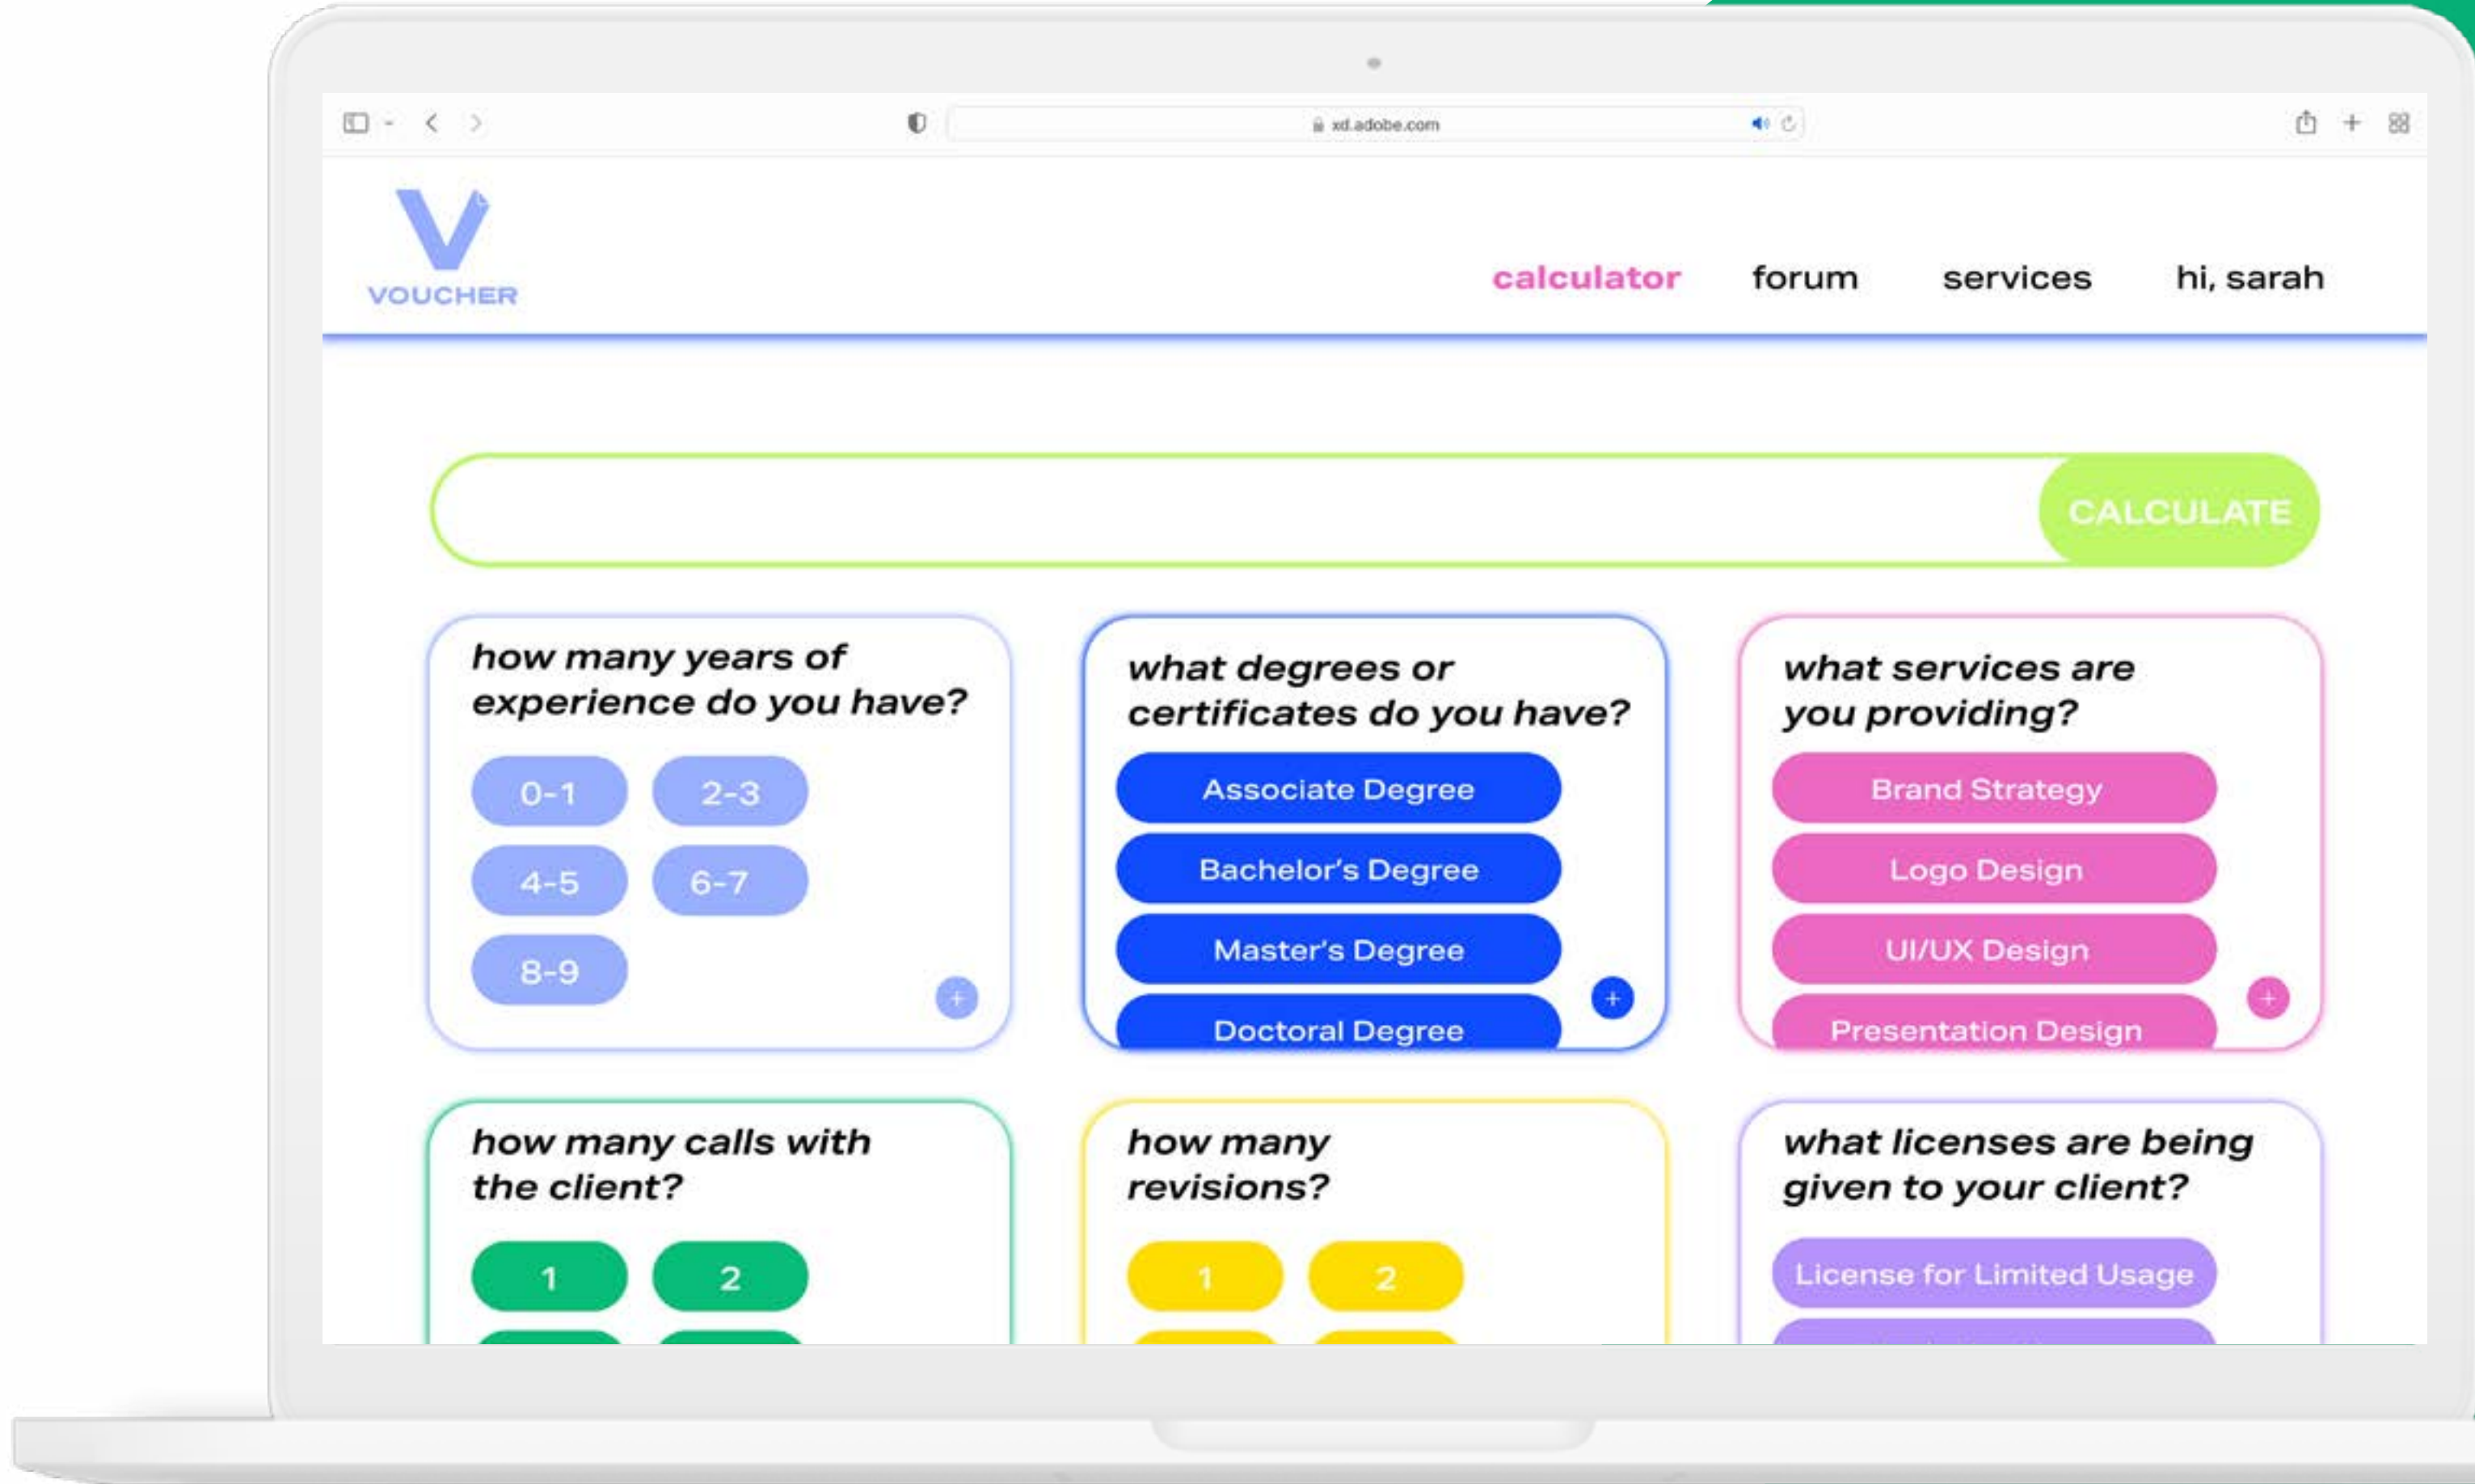 xd.adobe.com
V
VOUCHER
calculator forum services hi, sarah
CALCULATE
how many years of
experience do you have?
0-1 2-3
4-5 6-7
8-9
+
what degrees or
certificates do you have?
Associate Degree
Bachelor's Degree
Master's Degree
Doctoral Degree
+
what services are
you providing?
Brand Strategy
Logo Design
UI/UX Design
Presentation Design
+
how many calls with
the client?
1 2
how many
revisions?
1 2
what licenses are being
given to your client?
License for Limited Usage